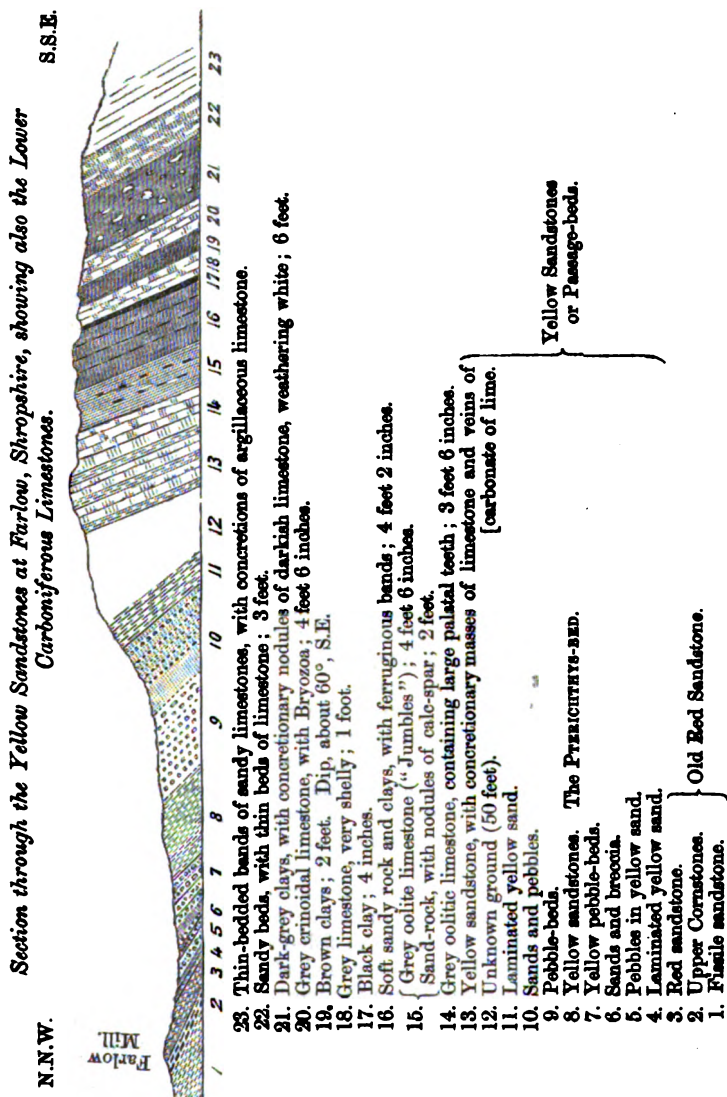 Section through the Yellow Sandstones at Farlow, Shropshire, showing also the Lower
Carboniferous Limestones.
N.N.W.
S.S.E.
Farlow
Mill.
1 2 3 4 5 6 7 8 9 10 11 12 13 14 15 16 17 18 19 20 21 22 23
23. Thin-bedded bands of sandy limestones, with concretions of argillaceous limestone.
22. Sandy beds, with thin beds of limestone; 3 feet.
21. Dark-grey clays, with concretionary nodules of darkish limestone, weathering white; 6 feet.
20. Grey crinoidal limestone, with Bryozoa; 4 feet 6 inches.
19. Brown clays; 2 feet. Dip, about 60°, S.E.
18. Grey limestone, very shelly; 1 foot.
17. Black clay; 4 inches.
16. Soft sandy rock and clays, with ferruginous bands; 4 feet 2 inches.
15. { Grey oolite limestone (“Jumbles”); 4 feet 6 inches.
Sand-rock, with nodules of calc-spar; 2 feet.
14. Grey oolitic limestone, containing large palatal teeth; 3 feet 6 inches.
13. Yellow sandstone, with concretionary masses of limestone and veins of
[carbonate of lime.
12. Unknown ground (50 feet).
11. Laminated yellow sand.
10. Sands and pebbles.
9. Pebble-beds.
8. Yellow sandstones. The PTERICHTHYS-BED.
7. Yellow pebble-beds.
6. Sands and breccia.
5. Pebbles in yellow sand.
4. Laminated yellow sand.
Yellow Sandstones
or Passage-beds.
3. Red sandstone.
2. Upper Cornstones.
1. Fissile sandstone.
Old Red Sandstone.